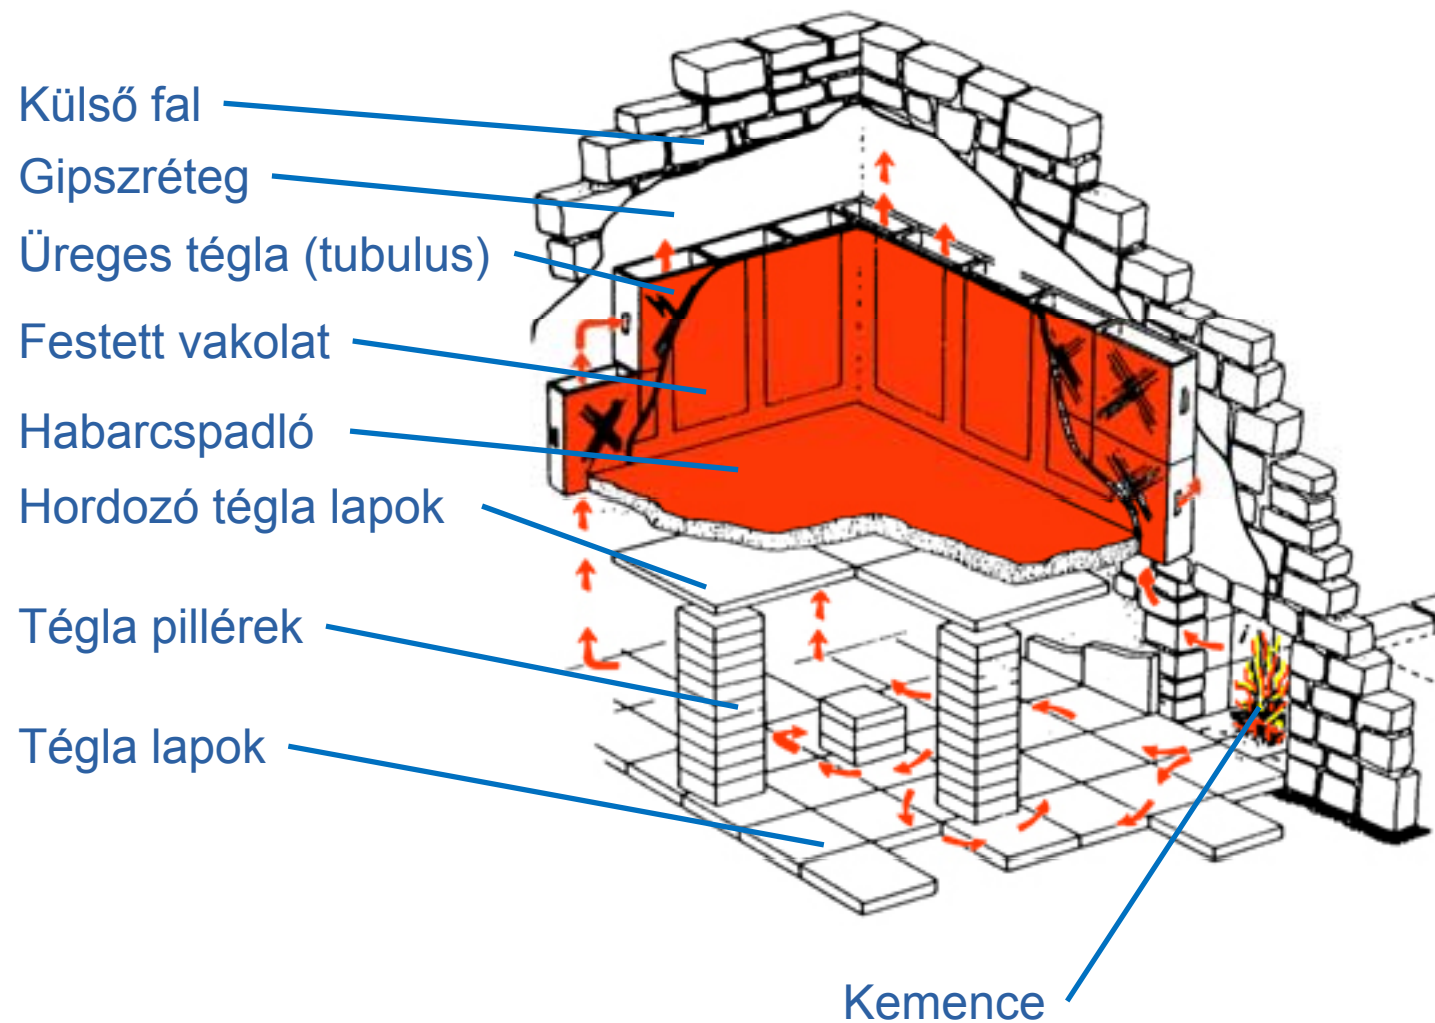 Külső fal
Gipszréteg
Üreges tégla (tubulus)
Festett vakolat
Habarcspadló
Hordozó tégla lapok
Tégla pillérek
Tégla lapok
Kemence